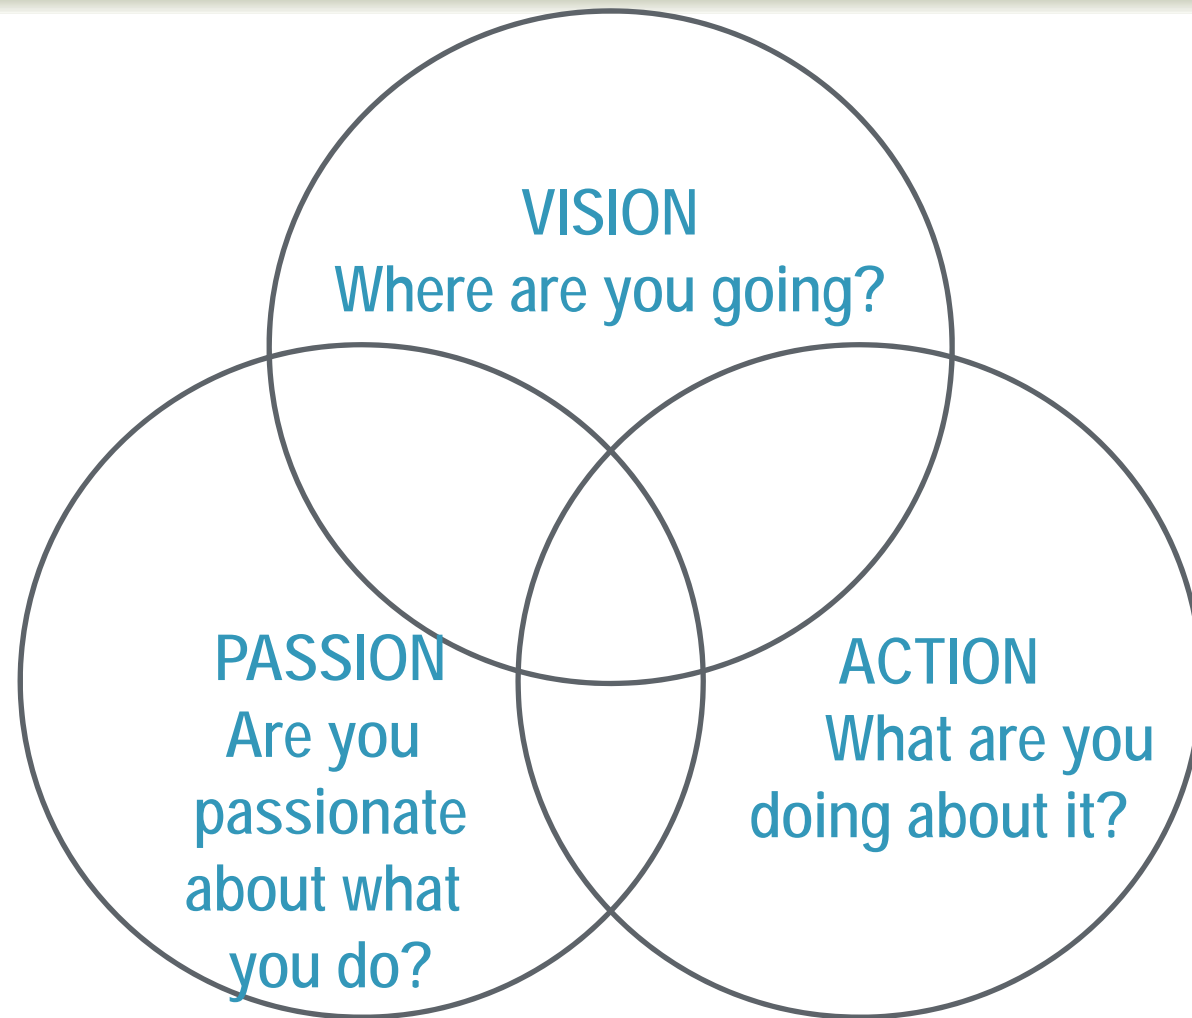 VISION
Where are you going?
PASSION
Are you
passionate
about what
you do?
ACTION
What are you
doing about it?